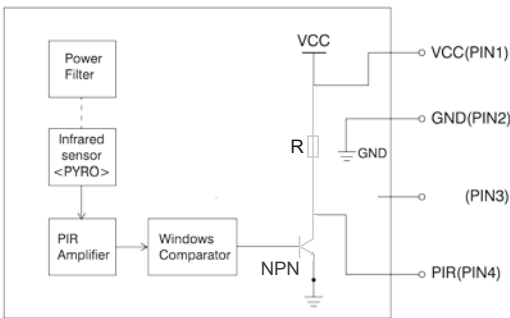 Power
Filter
Infrared
sensor
<PYRO>
PIR
Amplifier
Windows
Comparator
VCC
R
GND
NPN
VCC(PIN1)
GND(PIN2)
(PIN3)
PIR(PIN4)